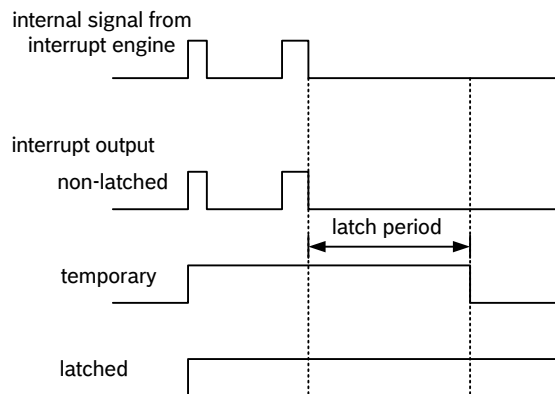 internal signal from
interrupt engine
interrupt output
non-latched
latch period
temporary
latched